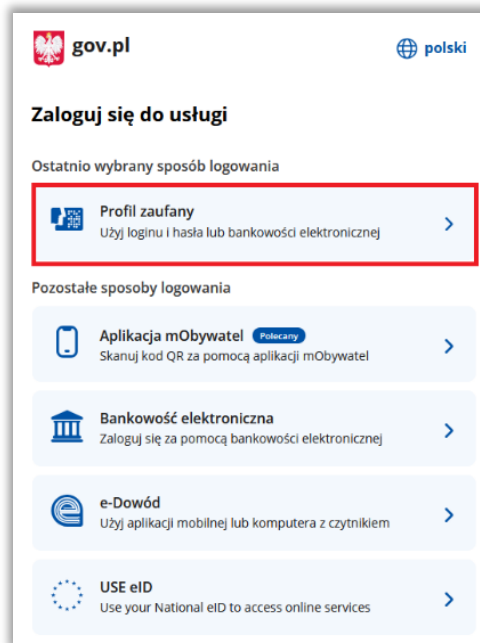 gov.pl
polski
Zaloguj się do usługi
Ostatnio wybrany sposób logowania
Profil zaufany
Użyj loginu i hasła lub bankowości elektronicznej
Pozostałe sposoby logowania
Aplikacja mObywatel Polecany
Skanuj kod QR za pomocą aplikacji mObywatel
Bankowość elektroniczna
Zaloguj się za pomocą bankowości elektronicznej
e-Dowód
Użyj aplikacji mobilnej lub komputera z czytnikiem
USE eID
Use your National eID to access online services